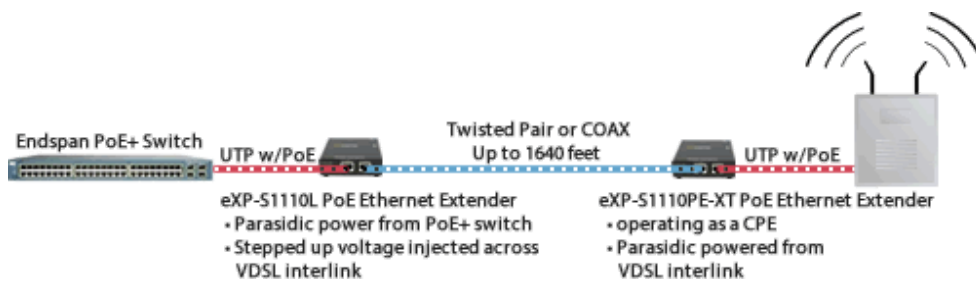 Endspan PoE+ Switch
UTP w/PoE
Twisted Pair or COAX
Up to 1640 feet
UTP w/PoE
eXP-S1110L PoE Ethernet Extender
• Parasidic power from PoE+ switch
• Stepped up voltage injected across
VDSL interlink
eXP-S1110PE-XT PoE Ethernet Extender
• operating as a CPE
• Parasidic powered from
VDSL interlink